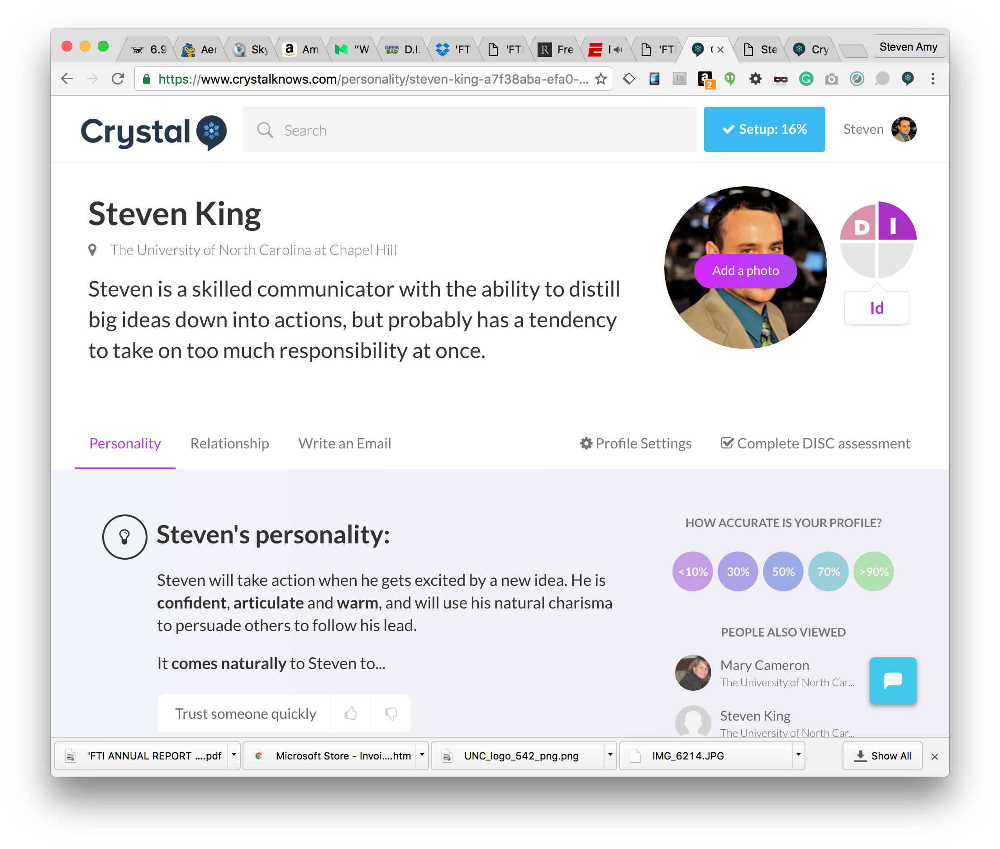 6.9
Aer
Sky
Am
"W
GEEK DAD D.I.
'FT
'FTI
R Fre
E
'FTI
Ste
Cry
Steven Amy
https://www.crystalknows.com/personality/steven-king-a7f38aba-efa0-...
In
a 2
G
Crystal
Search
Setup: 16%
Steven
Steven King
D I
The University of North Carolina at Chapel Hill
Add a photo
Steven is a skilled communicator with the ability to distill
big ideas down into actions, but probably has a tendency
to take on too much responsibility at once.
Id
Personality
Relationship
Write an Email
Profile Settings
Complete DISC assessment
Steven's personality:
Steven will take action when he gets excited by a new idea. He is
confident, articulate and warm, and will use his natural charisma
to persuade others to follow his lead.
It comes naturally to Steven to...
Trust someone quickly
HOW ACCURATE IS YOUR PROFILE?
<10% 30% 50% 70% >90%
PEOPLE ALSO VIEWED
Mary Cameron
The University of North Car...
Steven King
The University of North Car...
'FTI ANNUAL REPORT ....pdf
Microsoft Store - Invoi....htm
UNC_logo_542_png.png
IMG_6214.JPG
Show All